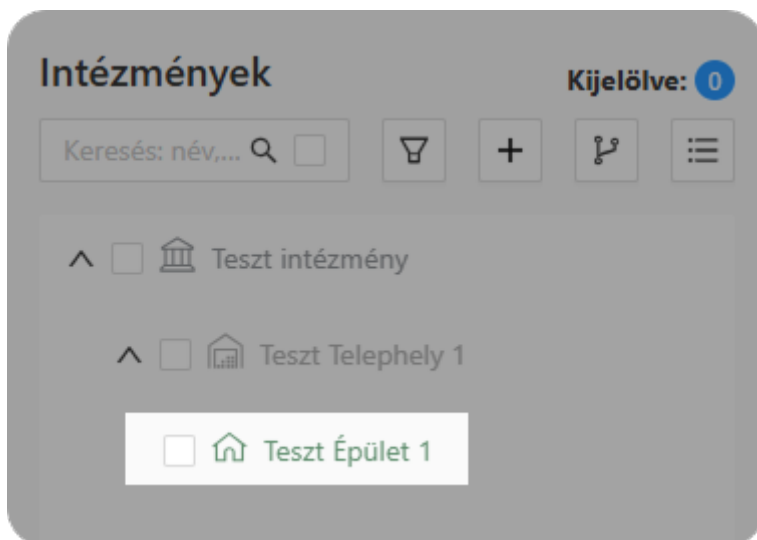 Intézmények
Kijelölve: 0
Keresés: név,...
Teszt intézmény
Teszt Telephely 1
Teszt Épület 1